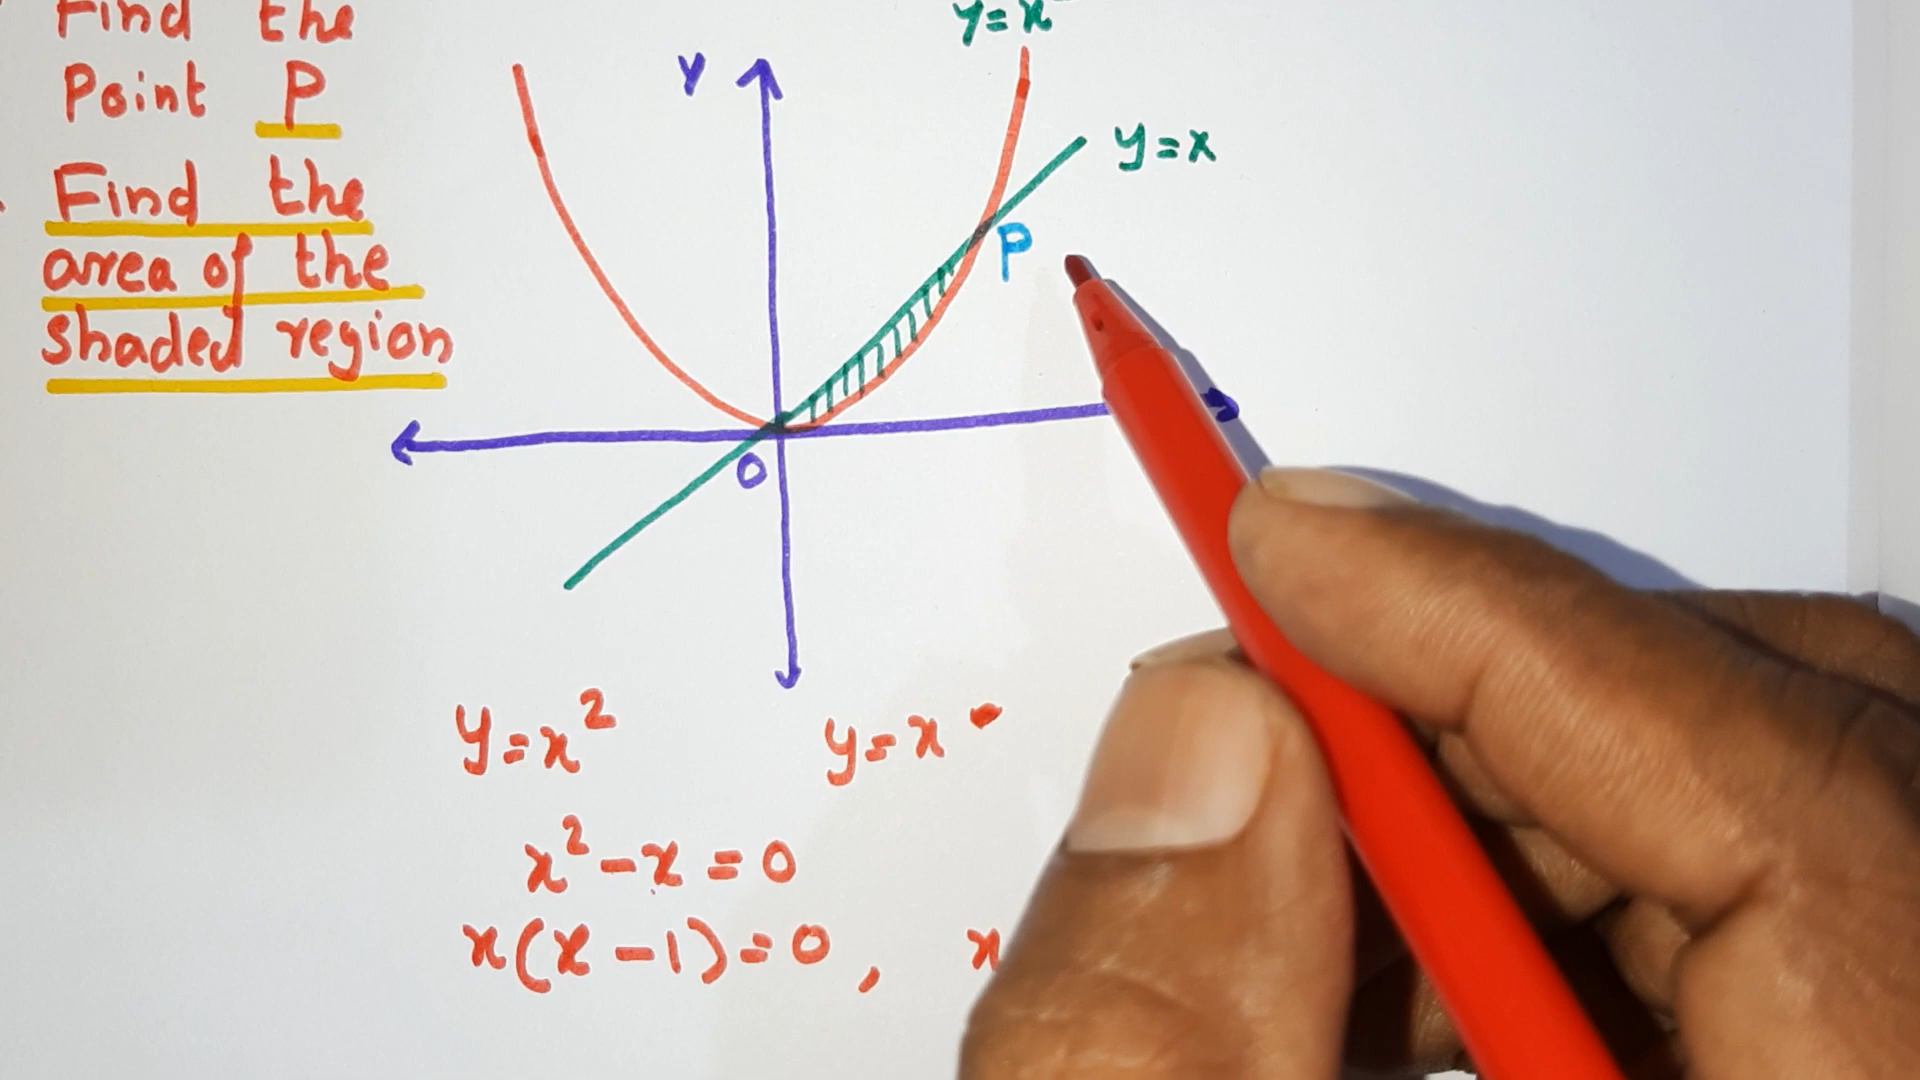 Find the
Point P
Find the
area of the
shaded region
y=x
Y
y=x
P
O
y=x²
y=x
x²-x=0
x(x-1)=0, x